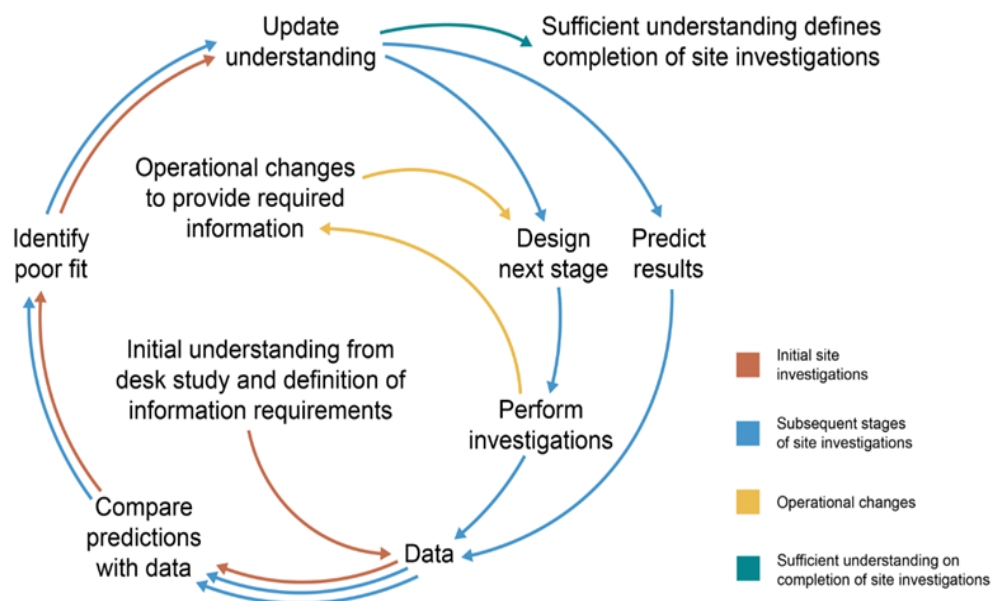 Update
understanding
Sufficient understanding defines
completion of site investigations
Operational changes
to provide required
information
Identify
poor fit
Design
next stage
Predict
results
Initial understanding from
desk study and definition of
information requirements
Perform
investigations
Compare
predictions
with data
Data
Initial site
investigations
Subsequent stages
of site investigations
Operational changes
Sufficient understanding on
completion of site investigations